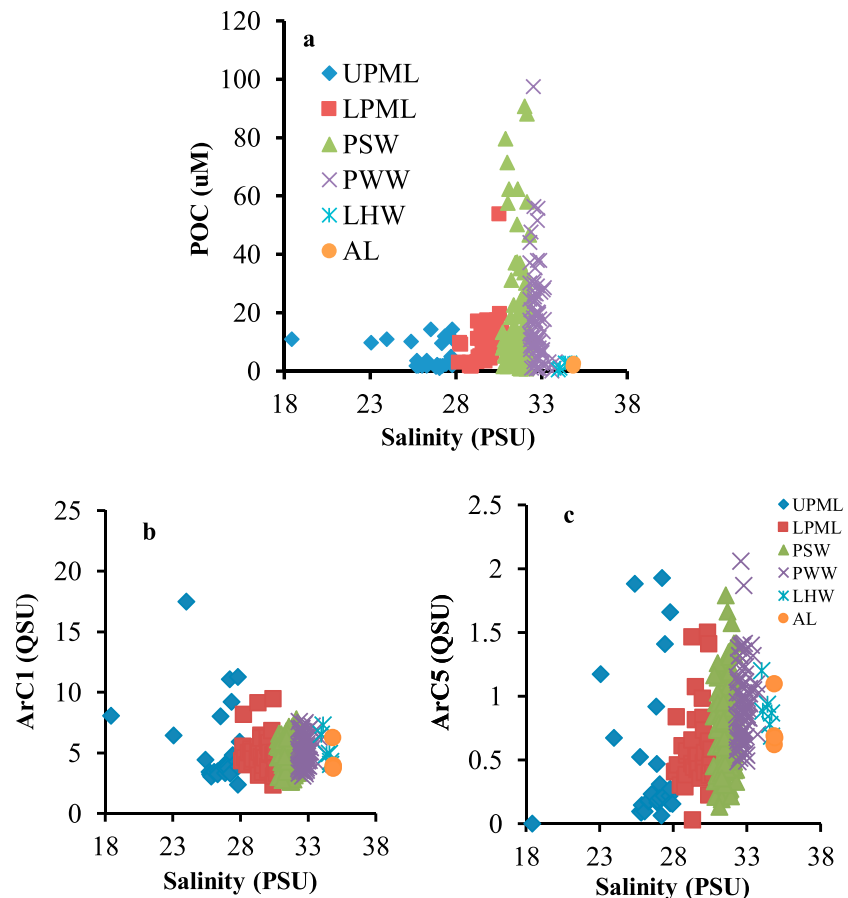 a
120
100
80
60
40
20
0
POC (uM)
UPML
LPML
PSW
PWW
LHW
AL
18 23 28 33 38
Salinity (PSU)
b
25
20
15
10
5
0
ArC1 (QSU)
18 23 28 33 38
Salinity (PSU)
c
2.5
2
1.5
1
0.5
0
ArC5 (QSU)
UPML
LPML
PSW
PWW
LHW
AL
18 23 28 33 38
Salinity (PSU)